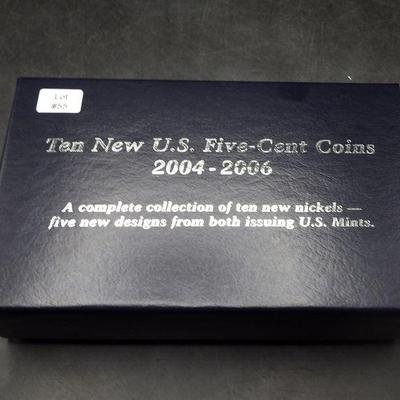 Lot
#55
Ten New U.S. Five-Cent Coins
2004-2006
A complete collection of ten new nickels —
five new designs from both issuing U.S. Mints.